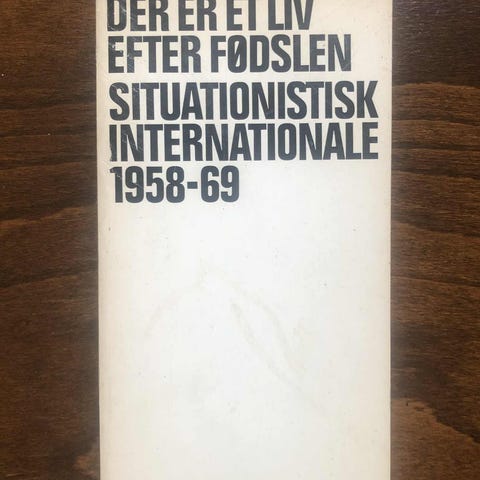 DER ER ET LIV
EFTER FØDSLEN
SITUATIONISTISK
INTERNATIONALE
1958-69